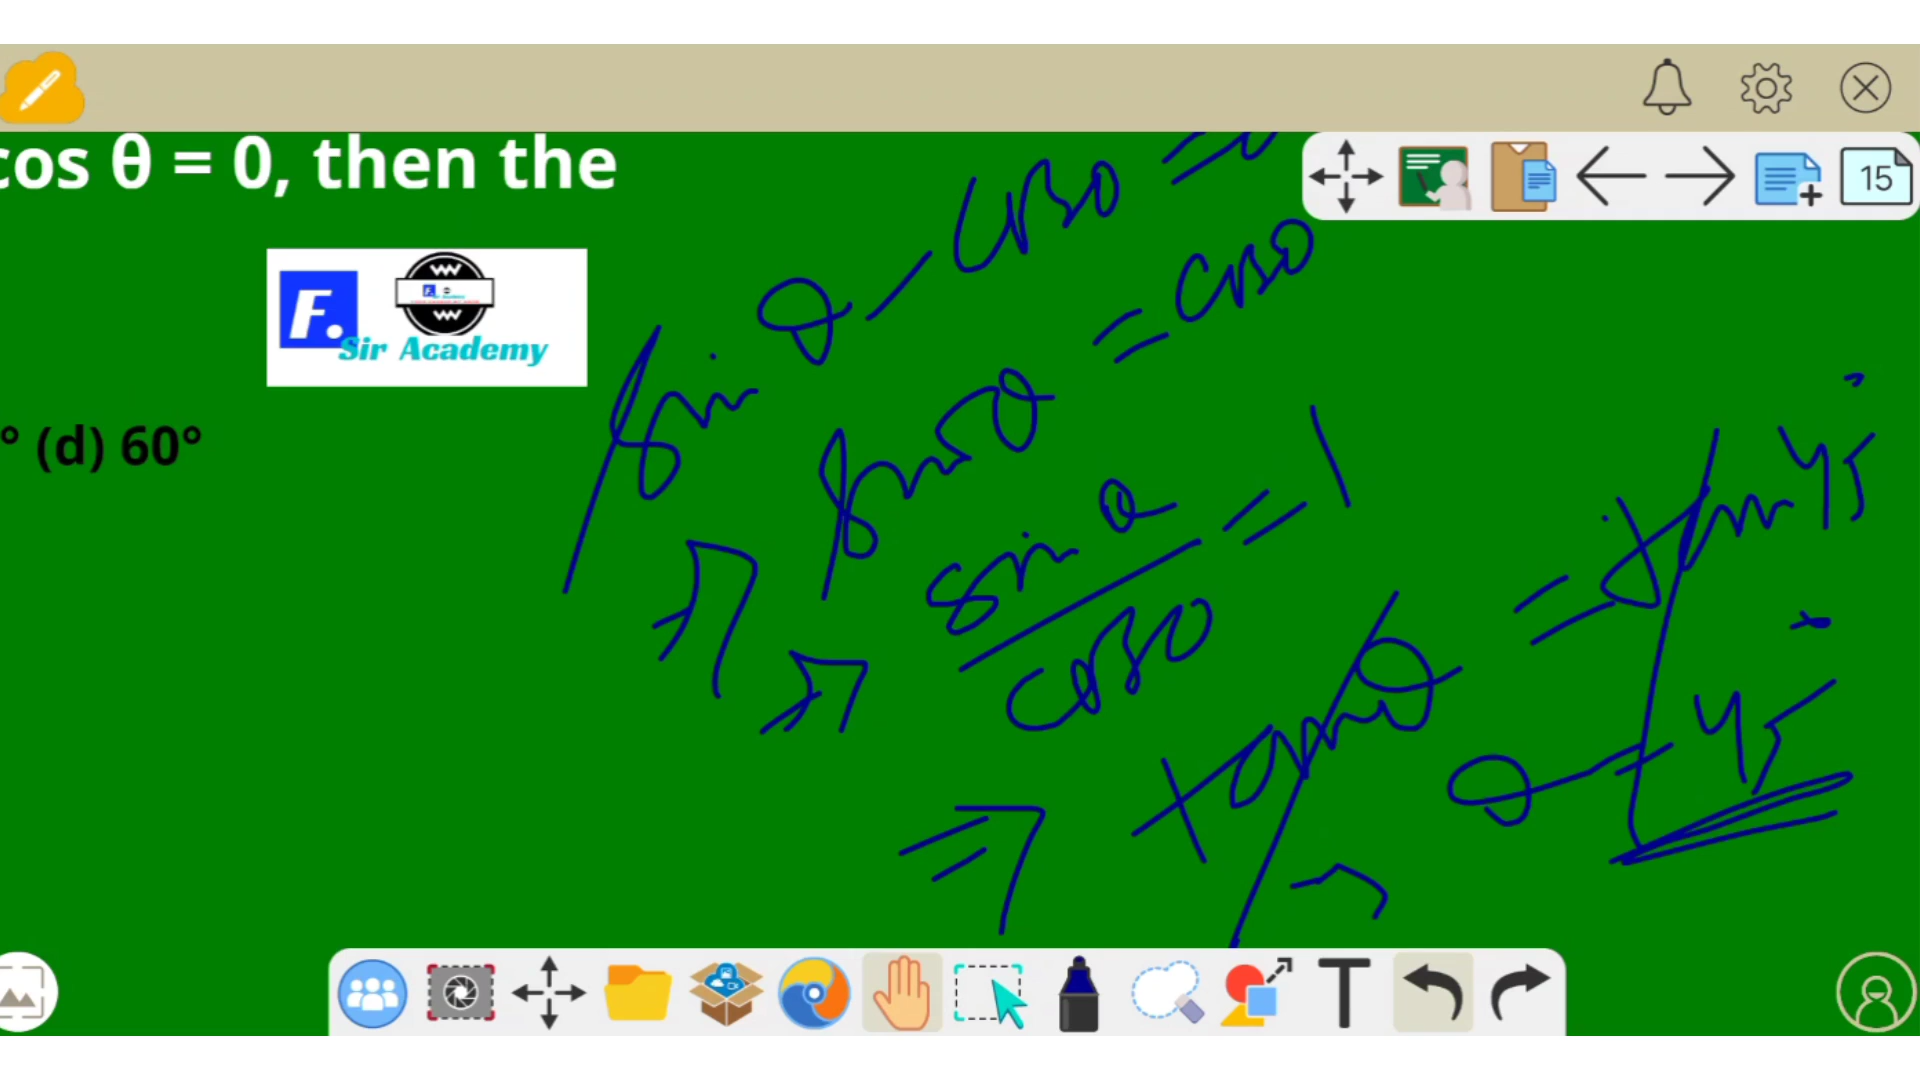 cos θ = 0, then the
15
F.
Sir Academy
° (d) 60°
sin θ - cos θ =
sin θ = cos θ
sin θ / cos θ = 1
tan θ = tan 45
θ = 45
T